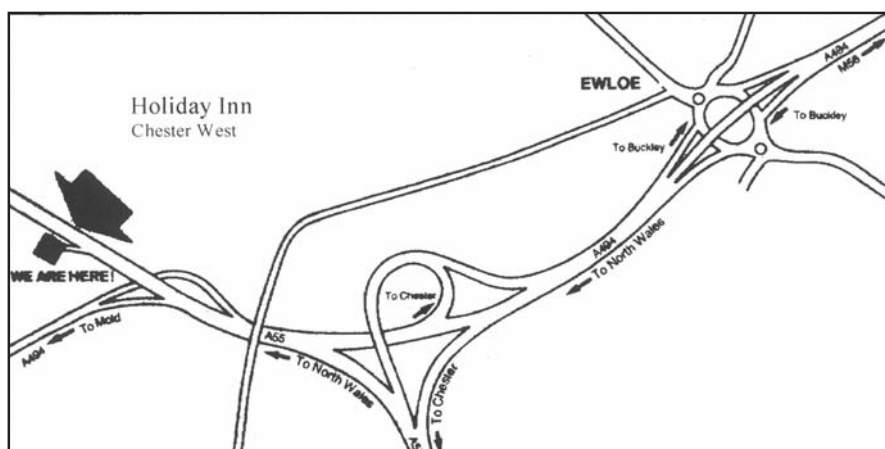 Holiday Inn
Chester West
EWLOE
A494
M56
To Buckley
To Buckley
WE ARE HERE!
A494
To North Wales
To Chester
To Mold
A494
A55
To North Wales
To Chester